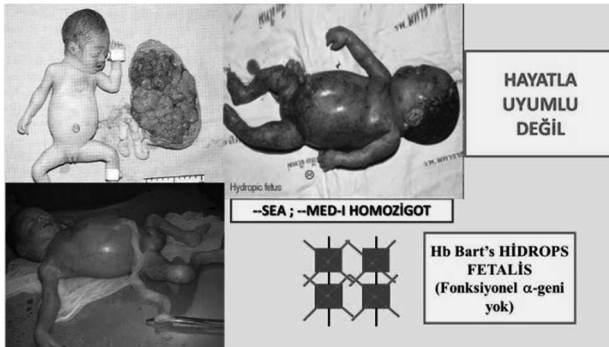 HAYATLA
UYUMLU
DEĞİL
Hydropic fetus
--SEA ; --MED-I HOMOZİGOT
Hb Bart's HİDROPS
FETALİS
(Fonksiyonel α-geni
yok)